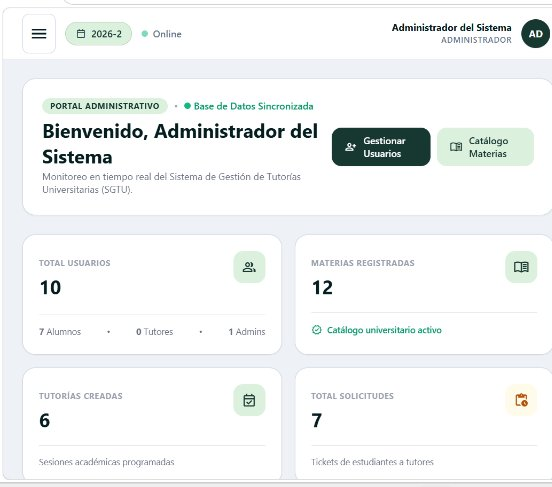 2026-2
Online
Administrador del Sistema
ADMINISTRADOR
AD
PORTAL ADMINISTRATIVO
Base de Datos Sincronizada
Bienvenido, Administrador del
Sistema
Monitoreo en tiempo real del Sistema de Gestión de Tutorías
Universitarias (SGTU).
Gestionar
Usuarios
Catálogo
Materias
TOTAL USUARIOS
10
7 Alumnos • 0 Tutores • 1 Admins
MATERIAS REGISTRADAS
12
Catálogo universitario activo
TUTORÍAS CREADAS
6
Sesiones académicas programadas
TOTAL SOLICITUDES
7
Tickets de estudiantes a tutores